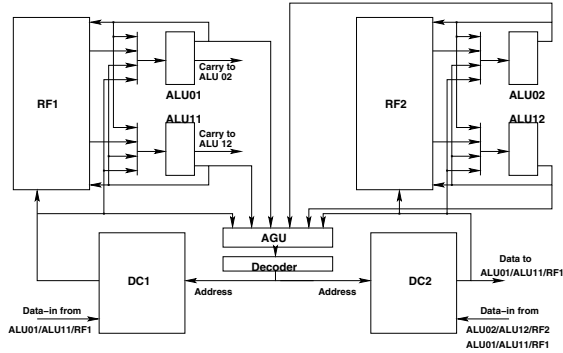 Carry to
ALU 02
RF1
ALU01
ALU11
Carry to
ALU 12
RF2
ALU02
ALU12
AGU
Decoder
DC1
Address
Address
DC2
Data to
ALU01/ALU11/RF1
Data-in from
ALU01/ALU11/RF1
Data-in from
ALU02/ALU12/RF2
ALU01/ALU11/RF1